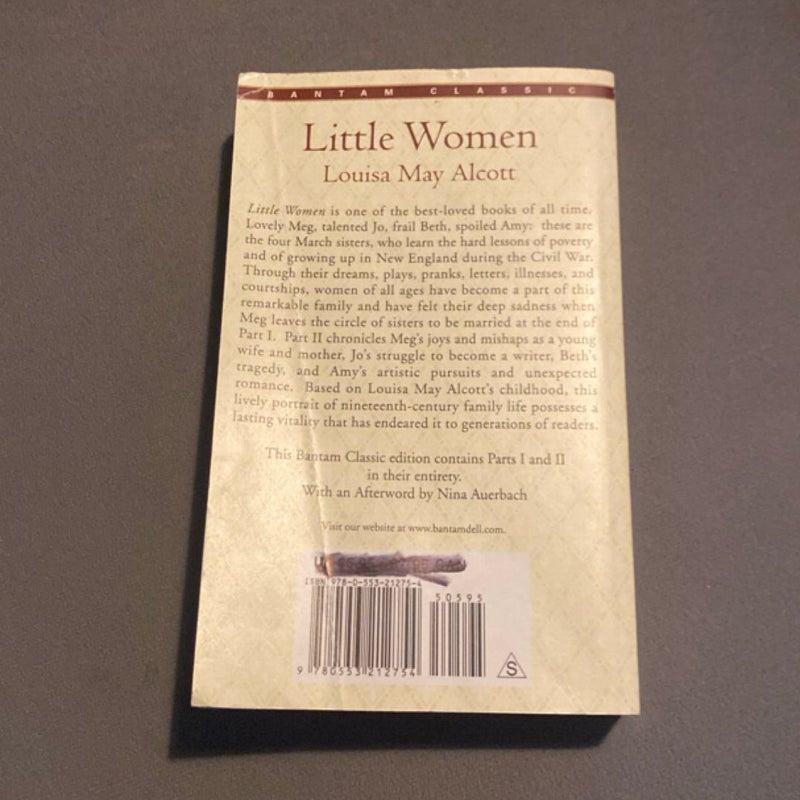 BANTAM CLASSIC
Little Women
Louisa May Alcott
Little Women is one of the best-loved books of all time.
Lovely Meg, talented Jo, frail Beth, spoiled Amy: these are
the four March sisters, who learn the hard lessons of poverty
and of growing up in New England during the Civil War.
Through their dreams, plays, pranks, letters, illnesses, and
courtships, women of all ages have become a part of this
remarkable family and have felt their deep sadness when
Meg leaves the circle of sisters to be married at the end of
Part I. Part II chronicles Meg's joys and mishaps as a young
wife and mother, Jo's struggle to become a writer, Beth's
tragedy, and Amy's artistic pursuits and unexpected
romance. Based on Louisa May Alcott's childhood, this
lively portrait of nineteenth-century family life possesses a
lasting vitality that has endeared it to generations of readers.
This Bantam Classic edition contains Parts I and II
in their entirety.
With an Afterword by Nina Auerbach
Visit our website at www.bantamdell.com.
ISBN 978-0-553-21275-4
50595
9 780553 212754
S